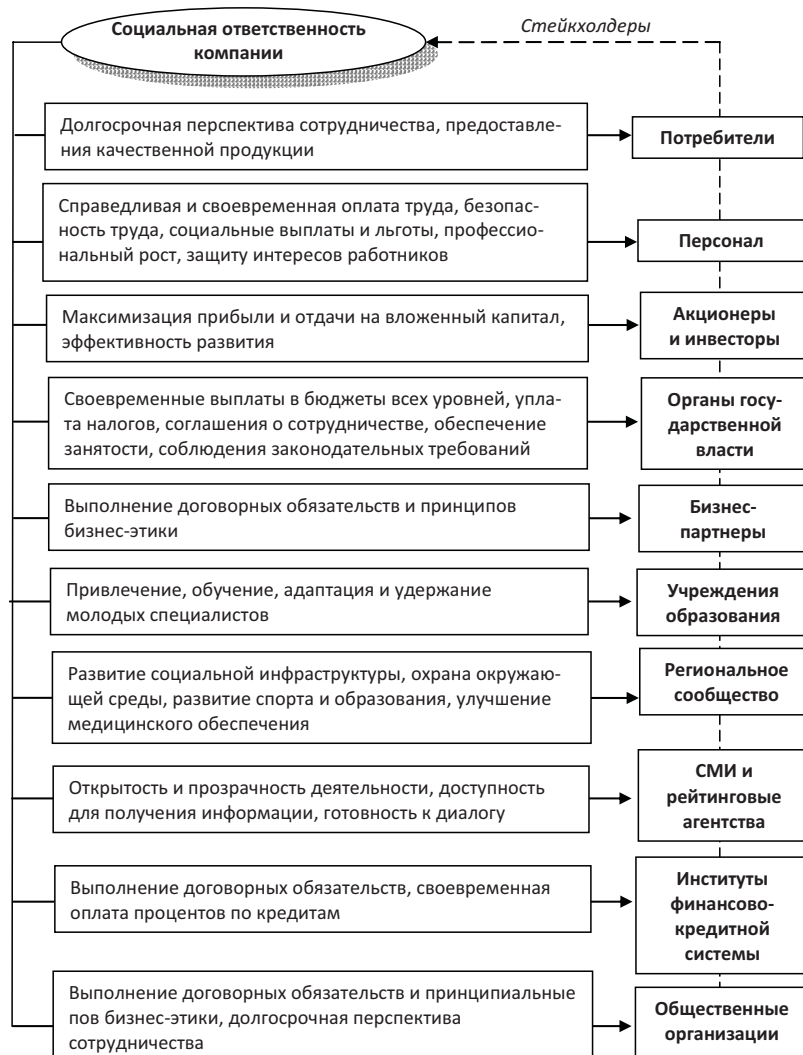 Социальная ответственность
компании
Стейкхолдеры
Долгосрочная перспектива сотрудничества, предоставле-
ния качественной продукции
Потребители
Справедливая и своевременная оплата труда, безопас-
ность труда, социальные выплаты и льготы, профессио-
нальный рост, защиту интересов работников
Персонал
Максимизация прибыли и отдачи на вложенный капитал,
эффективность развития
Акционеры
и инвесторы
Своевременные выплаты в бюджеты всех уровней, упла-
та налогов, соглашения о сотрудничестве, обеспечение
занятости, соблюдения законодательных требований
Органы госу-
дарственной
власти
Выполнение договорных обязательств и принципов
бизнес-этики
Бизнес-
партнеры
Привлечение, обучение, адаптация и удержание
молодых специалистов
Учреждения
образования
Развитие социальной инфраструктуры, охрана окружаю-
щей среды, развитие спорта и образования, улучшение
медицинского обеспечения
Региональное
сообщество
Открытость и прозрачность деятельности, доступность
для получения информации, готовность к диалогу
СМИ и
рейтинговые
агентства
Выполнение договорных обязательств, своевременная
оплата процентов по кредитам
Институты
финансово-
кредитной
системы
Выполнение договорных обязательств и принципиальные
пов бизнес-этики, долгосрочная перспектива
сотрудничества
Общественные
организации